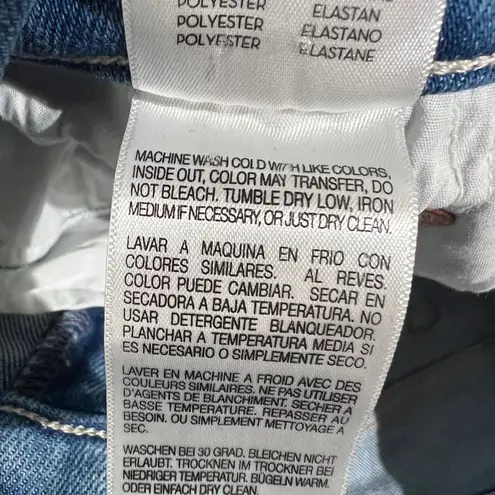 POLYESTER ELASTAN
POLYESTER ELASTANO
POLYESTER ELASTANE
MACHINE WASH COLD WITH LIKE COLORS,
INSIDE OUT, COLOR MAY TRANSFER, DO
NOT BLEACH. TUMBLE DRY LOW, IRON
MEDIUM IF NECESSARY, OR JUST DRY CLEAN.
LAVAR A MAQUINA EN FRIO CON
COLORES SIMILARES. AL REVES.
COLOR PUEDE CAMBIAR. SECAR EN
SECADORA A BAJA TEMPERATURA. NO
USAR DETERGENTE BLANQUEADOR.
PLANCHAR A TEMPERATURA MEDIA SI
ES NECESARIO O SIMPLEMENTE SECO.
LAVER EN MACHINE A FROID AVEC DES
COULEURS SIMILAIRES. NE PAS UTILISER
D'AGENTS DE BLANCHIMENT. SECHER A
BASSE TEMPERATURE. REPASSER AU
BESOIN. OU SIMPLEMENT METTOYAGE A
SEC.
WASCHEN BEI 30 GRAD. BLEICHEN NICHT
ERLAUBT. TROCKNEN IM TROCKNER BEI
NIEDRIGER TEMPERATUR. BÜGELN WARM.
ODER EINFACH DRY CLEAN.